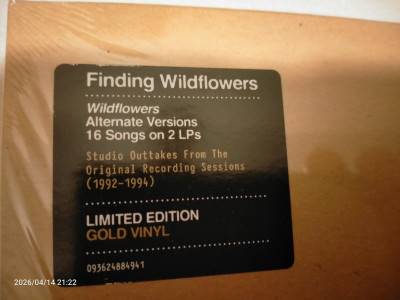 Finding Wildflowers
Wildflowers
Alternate Versions
16 Songs on 2 LPs
Studio Outtakes From The
Original Recording Sessions
(1992-1994)
LIMITED EDITION
GOLD VINYL
093624884941
2026/04/14 21:22